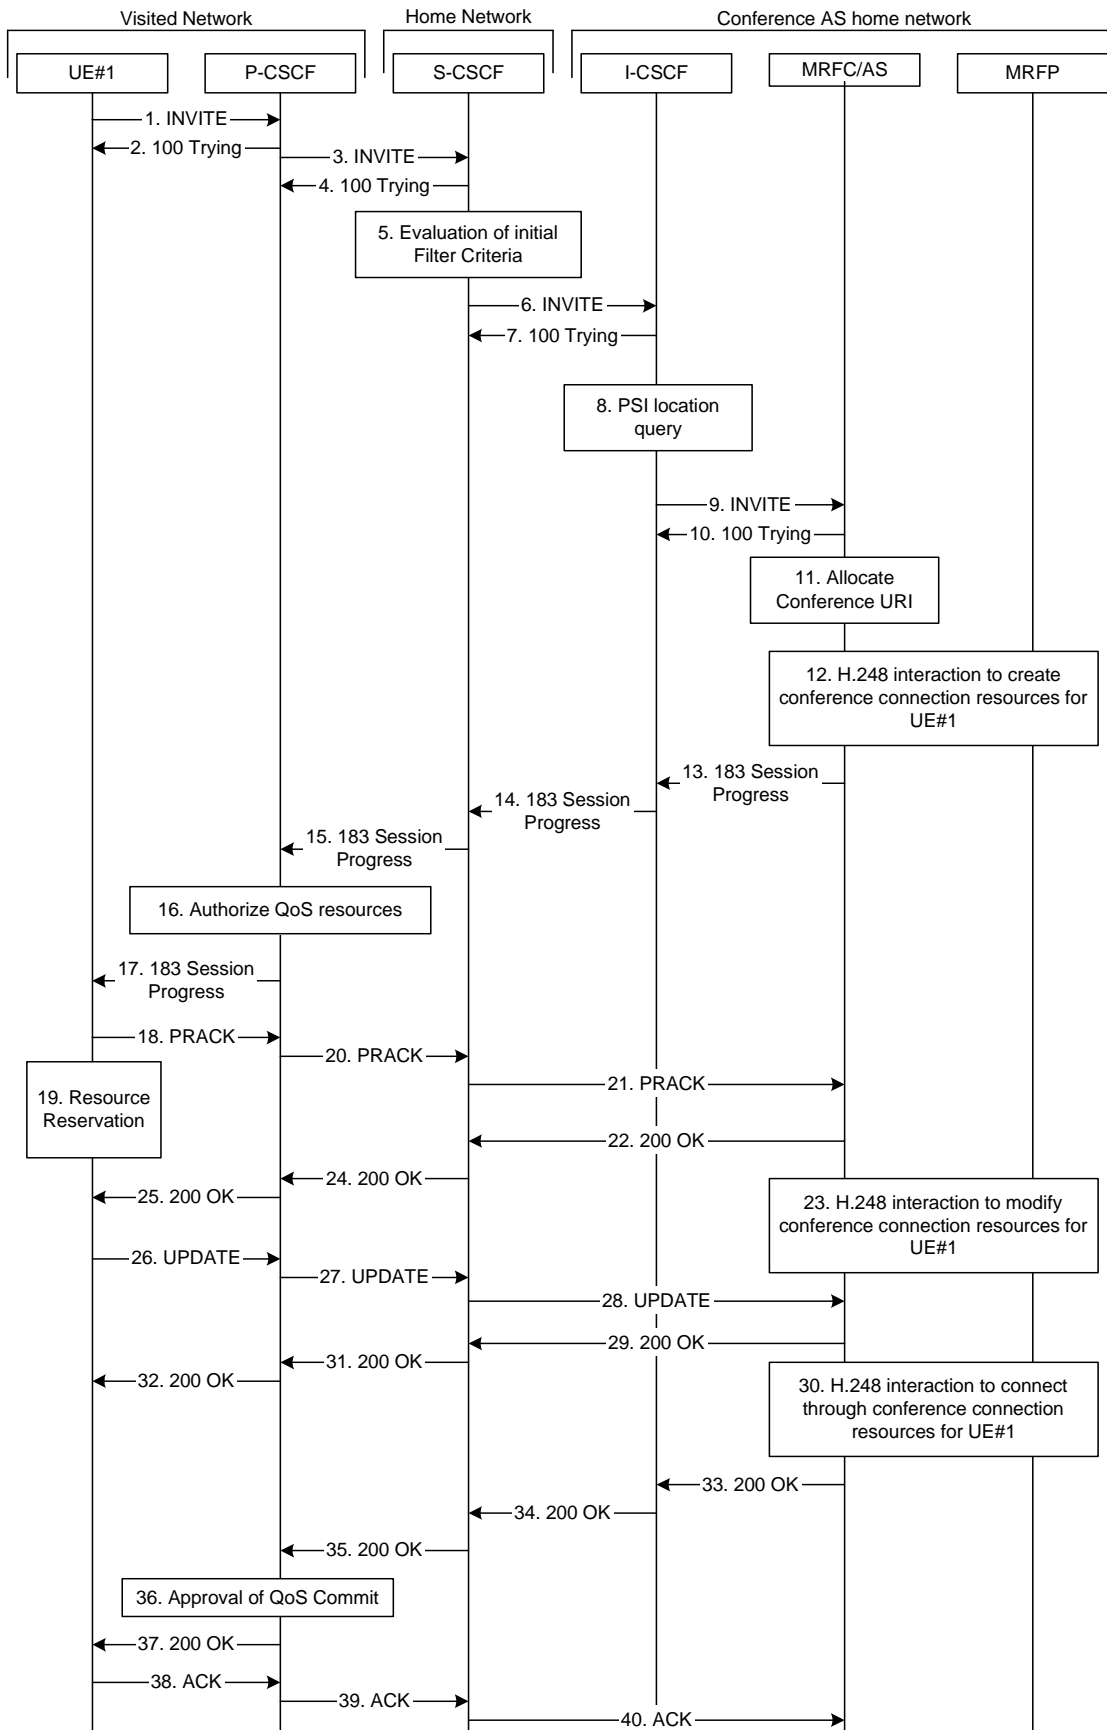 Visited Network
Home Network
Conference AS home network
UE#1
P-CSCF
S-CSCF
I-CSCF
MRFC/AS
MRFP
1. INVITE
2. 100 Trying
3. INVITE
4. 100 Trying
5. Evaluation of initial
Filter Criteria
6. INVITE
7. 100 Trying
8. PSI location
query
9. INVITE
10. 100 Trying
11. Allocate
Conference URI
12. H.248 interaction to create
conference connection resources for
UE#1
13. 183 Session
Progress
14. 183 Session
Progress
15. 183 Session
Progress
16. Authorize QoS resources
17. 183 Session
Progress
18. PRACK
20. PRACK
19. Resource
Reservation
21. PRACK
22. 200 OK
24. 200 OK
25. 200 OK
23. H.248 interaction to modify
conference connection resources for
UE#1
26. UPDATE
27. UPDATE
28. UPDATE
29. 200 OK
31. 200 OK
32. 200 OK
30. H.248 interaction to connect
through conference connection
resources for UE#1
33. 200 OK
34. 200 OK
35. 200 OK
36. Approval of QoS Commit
37. 200 OK
38. ACK
39. ACK
40. ACK